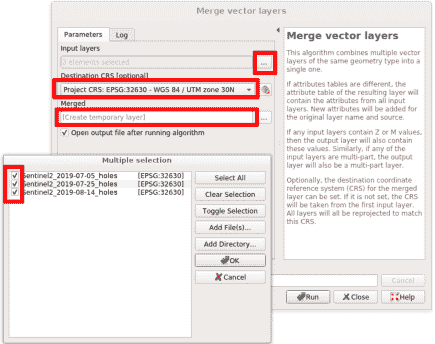 Merge vector layers
Parameters
Log
Input layers
3 elements selected
...
Destination CRS [optional]
Project CRS: EPSG:32630 - WGS 84 / UTM zone 30N
Merged
[Create temporary layer]
...
Open output file after running algorithm
Merge vector layers
This algorithm combines multiple vector
layers of the same geometry type into a
single one.
If attributes tables are different, the
attribute table of the resulting layer will
contain the attributes from all input
layers. New attributes will be added for
the original layer name and source.
If any input layers contain Z or M values,
then the output layer will also contain
these values. Similarly, if any of the
input layers are multi-part, the output
layer will also be a multi-part layer.
Optionally, the destination coordinate
reference system (CRS) for the merged
layer can be set. If it is not set, the CRS
will be taken from the first input layer.
All layers will be reprojected to match
this CRS.
Multiple selection
Sentinel2_2019-07-05_holes [EPSG:32630]
Sentinel2_2019-07-25_holes [EPSG:32630]
Sentinel2_2019-08-14_holes [EPSG:32630]
Select All
Clear Selection
Toggle Selection
Add File(s)...
Add Directory...
OK
Cancel
Cancel
Run
Close
Help